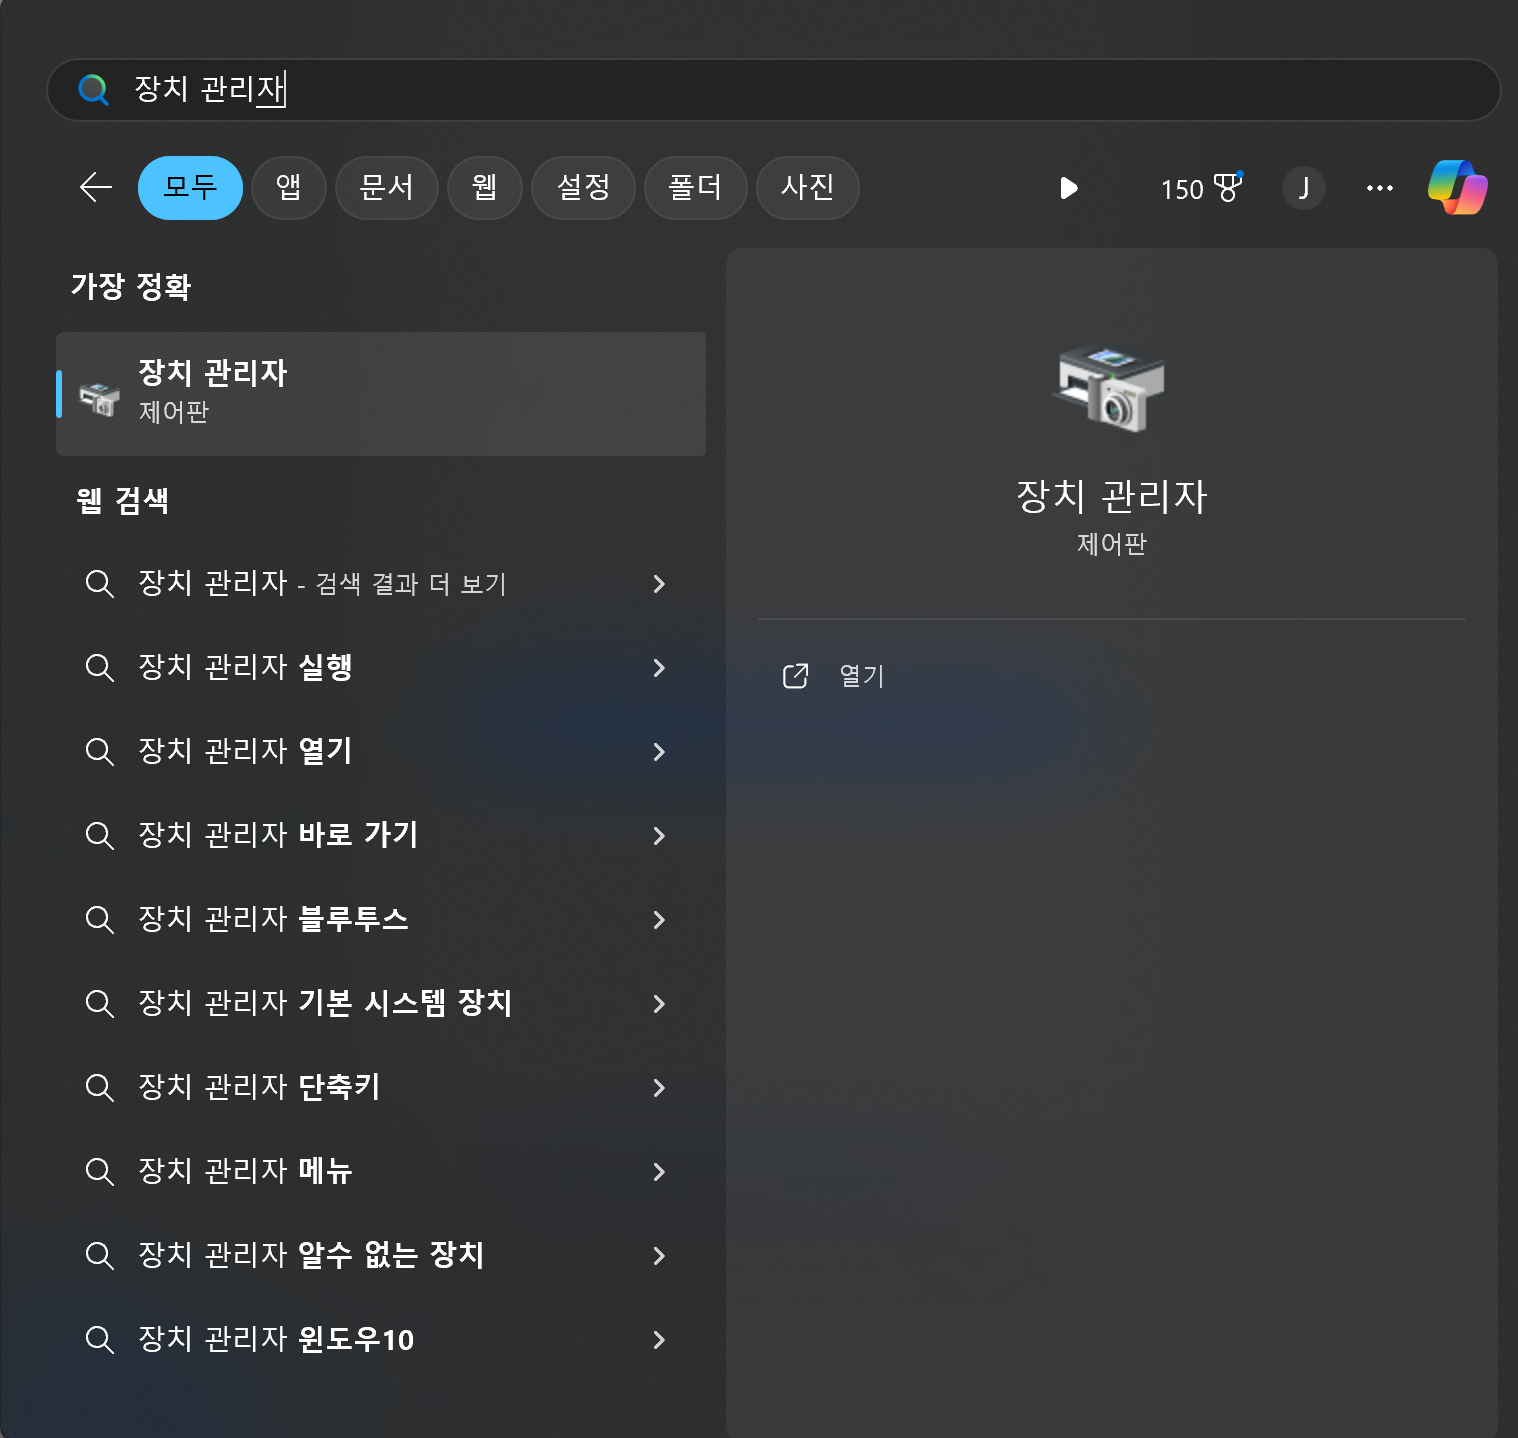 장치 관리자
모두 앱 문서 웹 설정 폴더 사진 150 J
가장 정확
장치 관리자
제어판
웹 검색
장치 관리자 - 검색 결과 더 보기
장치 관리자 실행
장치 관리자 열기
장치 관리자 바로 가기
장치 관리자 블루투스
장치 관리자 기본 시스템 장치
장치 관리자 단축키
장치 관리자 메뉴
장치 관리자 알수 없는 장치
장치 관리자 윈도우10
장치 관리자
제어판
열기